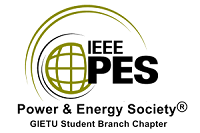 IEEE
PES
Power & Energy Society®
GIETU Student Branch Chapter